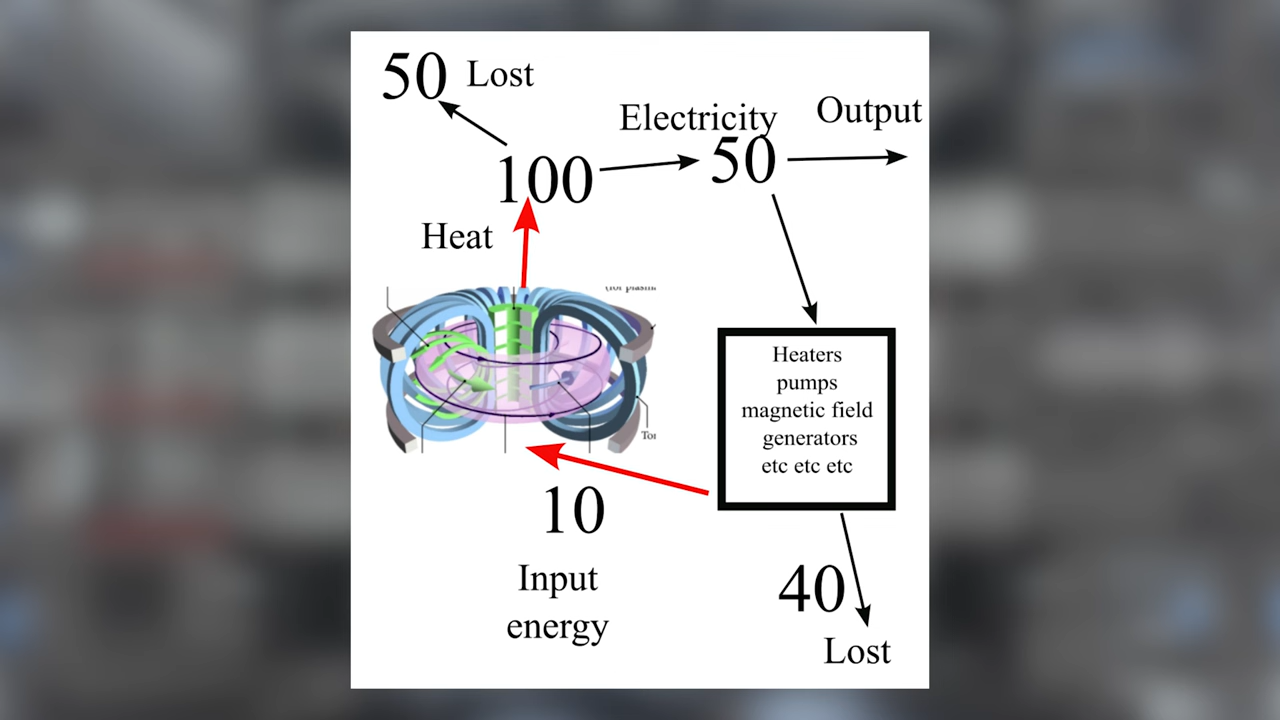 50 Lost
Electricity
Output
100
50
Heat
Heaters
pumps
magnetic field
generators
etc etc etc
10
Input
energy
40
Lost